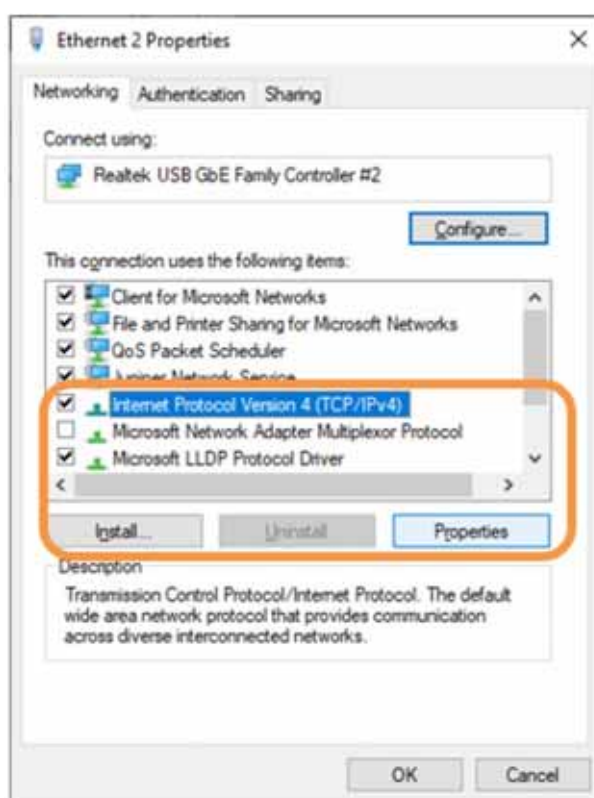 Ethernet 2 Properties
Networking Authentication Sharing
Connect using:
Realtek USB GbE Family Controller #2
Configure...
This connection uses the following items:
Client for Microsoft Networks
File and Printer Sharing for Microsoft Networks
QoS Packet Scheduler
Juniper Network Service
Internet Protocol Version 4 (TCP/IPv4)
Microsoft Network Adapter Multiplexor Protocol
Microsoft LLDP Protocol Driver
Install... Uninstall Properties
Description
Transmission Control Protocol/Internet Protocol. The default
wide area network protocol that provides communication
across diverse interconnected networks.
OK Cancel